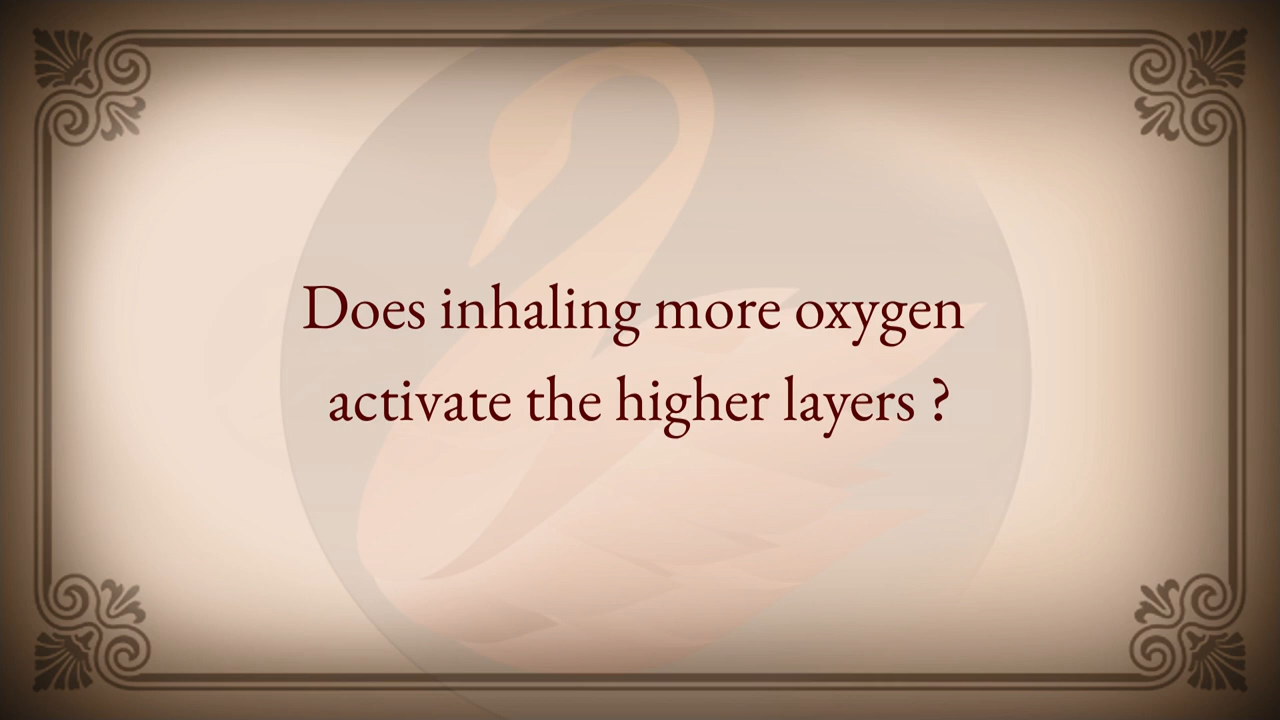 Does inhaling more oxygen
activate the higher layers ?